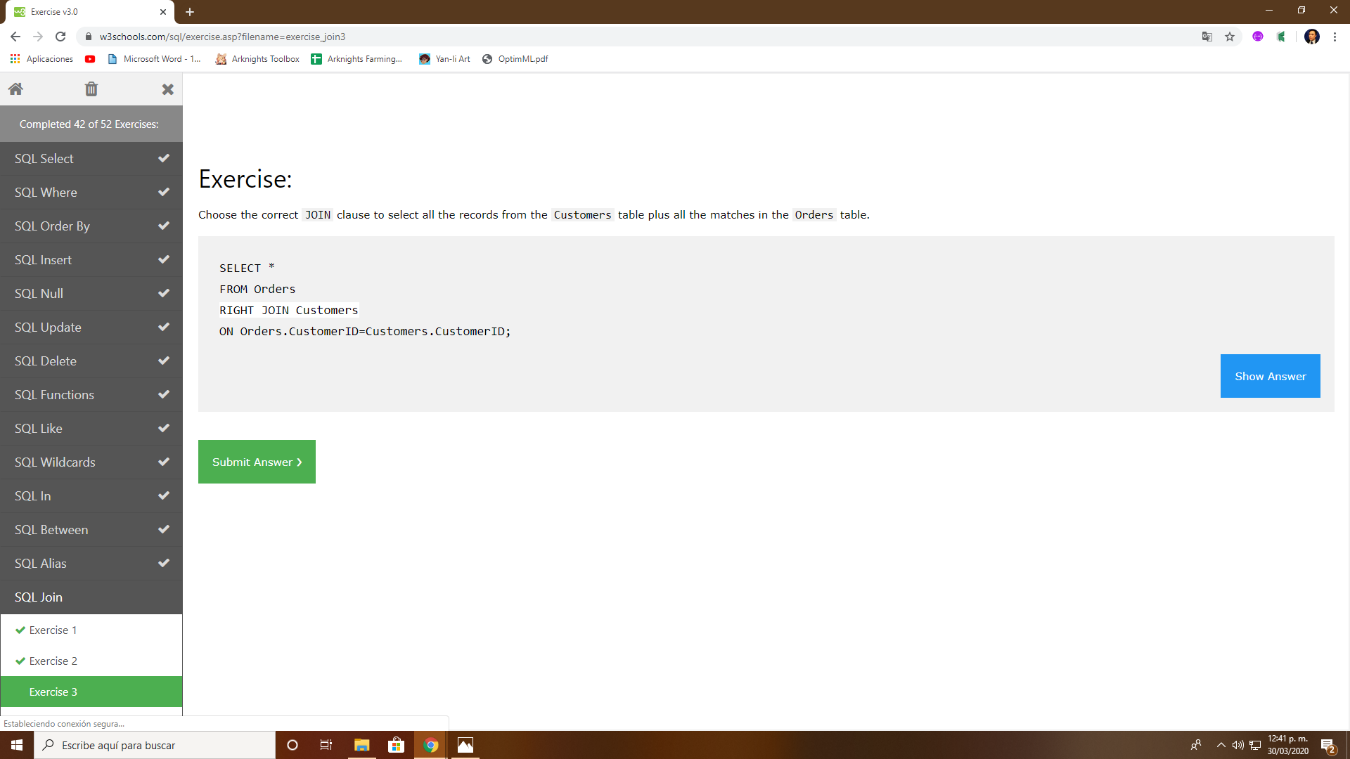 Exercise v3.0
w3schools.com/sql/exercise.asp?filename=exercise_join3
Aplicaciones
Microsoft Word - 1...
Arknights Toolbox
Arknights Farming...
Yan-li Art
OptimML.pdf
Completed 42 of 52 Exercises:
SQL Select
SQL Where
SQL Order By
SQL Insert
SQL Null
SQL Update
SQL Delete
SQL Functions
SQL Like
SQL Wildcards
SQL In
SQL Between
SQL Alias
SQL Join
Exercise 1
Exercise 2
Exercise 3
Exercise:
Choose the correct JOIN clause to select all the records from the Customers table plus all the matches in the Orders table.
SELECT *
FROM Orders
RIGHT JOIN Customers
ON Orders.CustomerID=Customers.CustomerID;
Show Answer
Submit Answer ❯
Estableciendo conexión segura...
Escribe aquí para buscar
12:41 p. m.
30/03/2020
2